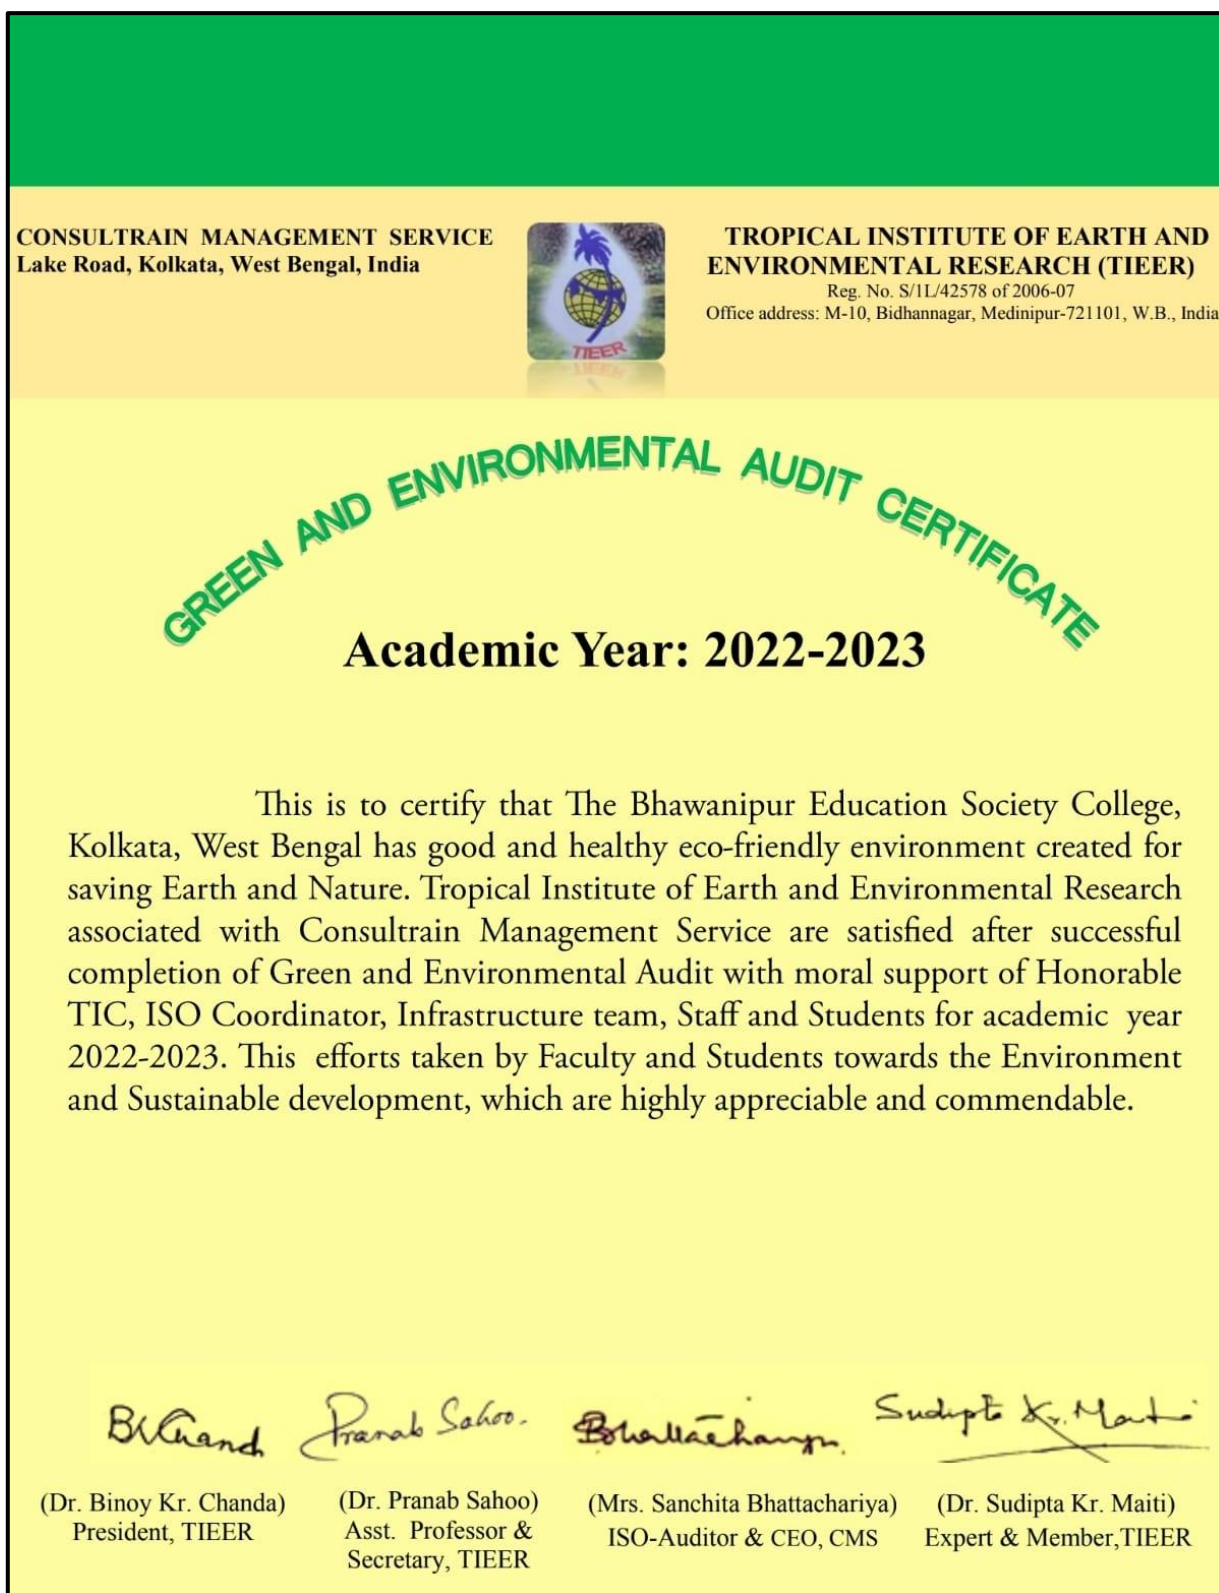 CONSULTRAIN MANAGEMENT SERVICE
Lake Road, Kolkata, West Bengal, India
TIEER
TROPICAL INSTITUTE OF EARTH AND
ENVIRONMENTAL RESEARCH (TIEER)
Reg. No. S/1L/42578 of 2006-07
Office address: M-10, Bidhannagar, Medinipur-721101, W.B., India
GREEN AND ENVIRONMENTAL AUDIT CERTIFICATE
Academic Year: 2022-2023
This is to certify that The Bhawanipur Education Society College,
Kolkata, West Bengal has good and healthy eco-friendly environment created for
saving Earth and Nature. Tropical Institute of Earth and Environmental Research
associated with Consultrain Management Service are satisfied after successful
completion of Green and Environmental Audit with moral support of Honorable
TIC, ISO Coordinator, Infrastructure team, Staff and Students for academic year
2022-2023. This efforts taken by Faculty and Students towards the Environment
and Sustainable development, which are highly appreciable and commendable.
BKChand
Pranab Sahoo.
Sudipta Kr. Maiti
(Dr. Binoy Kr. Chanda)
President, TIEER
(Dr. Pranab Sahoo)
Asst. Professor &
Secretary, TIEER
(Mrs. Sanchita Bhattachariya)
ISO-Auditor & CEO, CMS
(Dr. Sudipta Kr. Maiti)
Expert & Member,TIEER